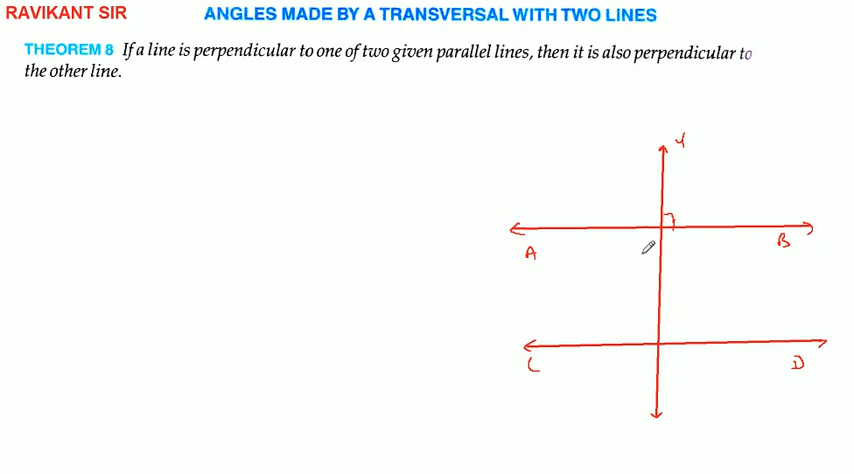 RAVIKANT SIR
ANGLES MADE BY A TRANSVERSAL WITH TWO LINES
THEOREM 8 If a line is perpendicular to one of two given parallel lines, then it is also perpendicular to
the other line.
Y
A
B
C
D